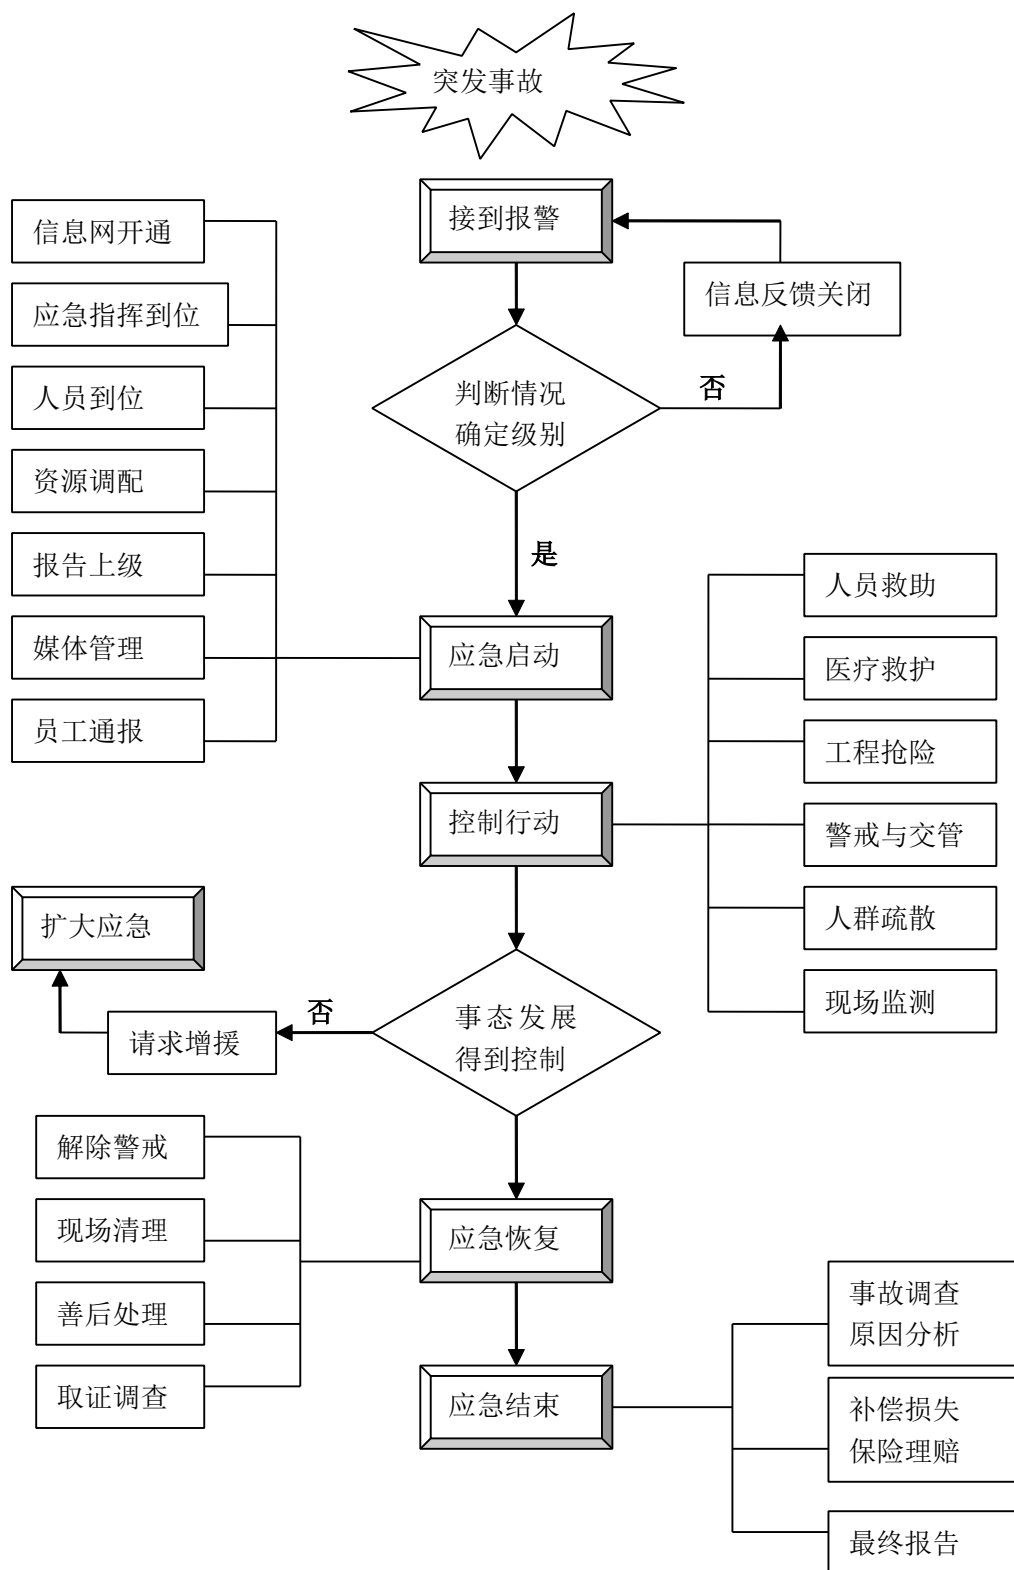 突发事故
接到报警
信息网开通
信息反馈关闭
应急指挥到位
人员到位
判断情况
确定级别
否
资源调配
报告上级
是
人员救助
媒体管理
应急启动
医疗救护
员工通报
工程抢险
控制行动
警戒与交管
扩大应急
人群疏散
否
事态发展
得到控制
请求增援
现场监测
解除警戒
现场清理
应急恢复
善后处理
事故调查
原因分析
取证调查
应急结束
补偿损失
保险理赔
最终报告